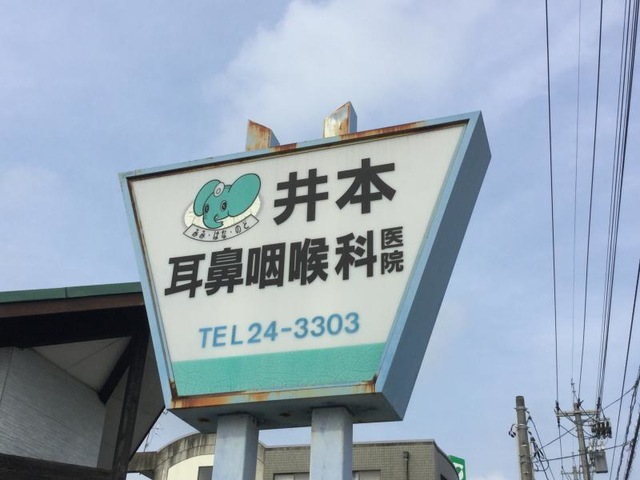 井本
みみ・はな・のど
耳鼻咽喉科医院
TEL24-3303